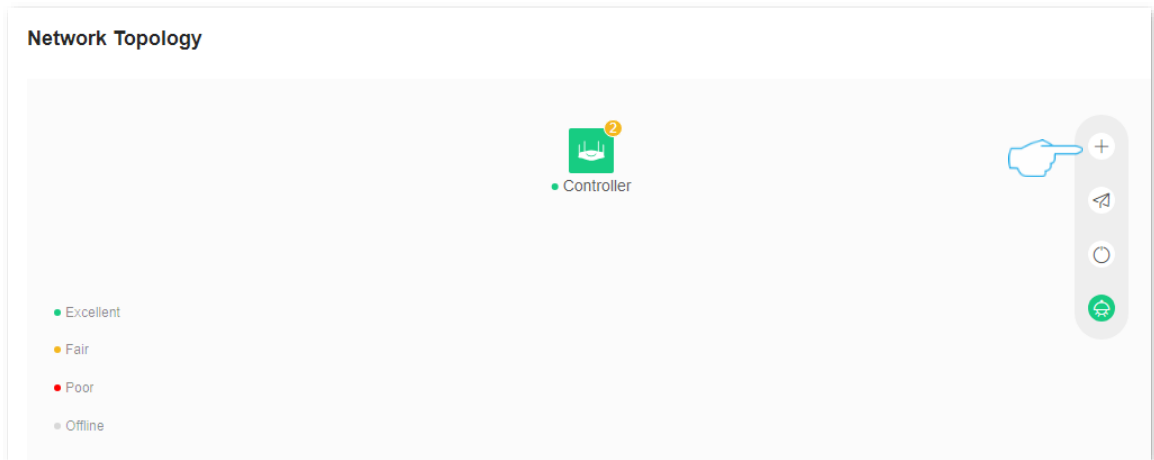 Network Topology
2
Controller
Excellent
Fair
Poor
Offline